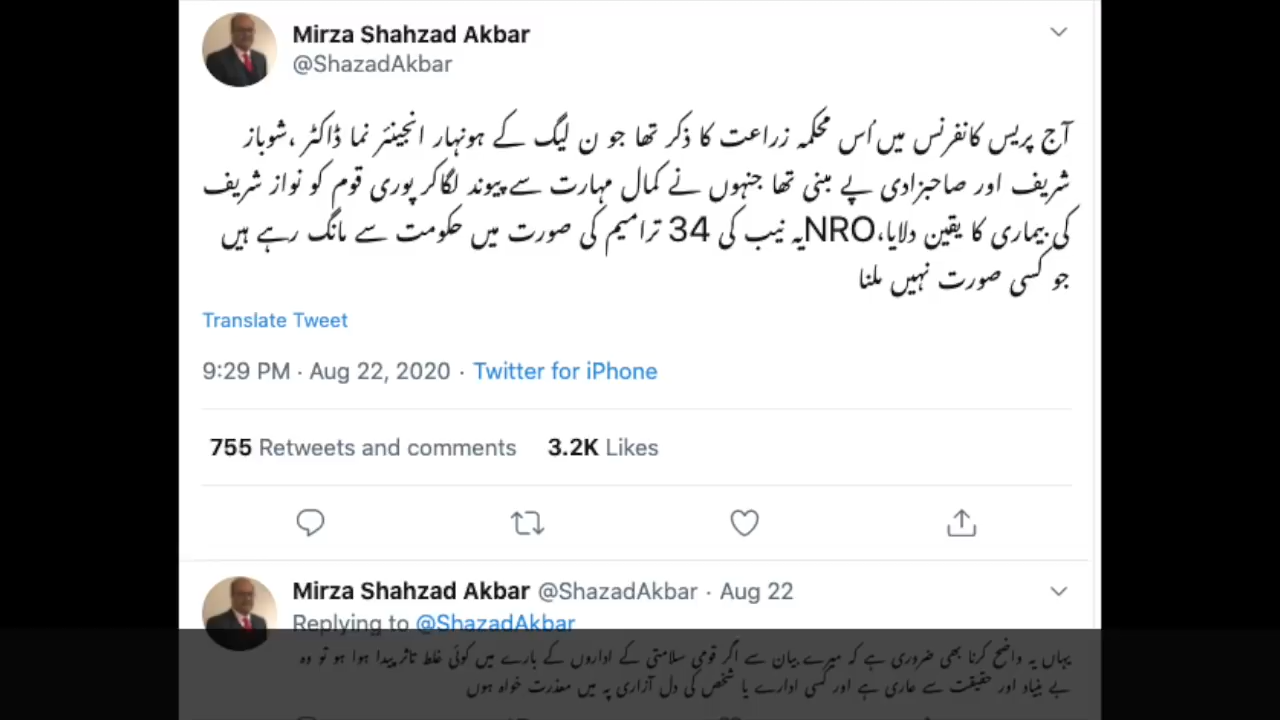 Mirza Shahzad Akbar
@ShazadAkbar
آج پریس کانفرنس میں اُس محکمہ زراعت کا ذکر تھا جو ن لیگ کے ہونہار انجینئر نما ڈاکٹر ،شوباز
شریف اور صاحبزادی پے مبنی تھا جنہوں نے کمال مہارت سے پیوند لگاکر پوری قوم کو نواز شریف
کی بیماری کا یقین دلایا،NROیہ نیب کی 34 ترامیم کی صورت میں حکومت سے مانگ رہے ہیں
جو کسی صورت نہیں ملنا
Translate Tweet
9:29 PM · Aug 22, 2020 · Twitter for iPhone
755 Retweets and comments 3.2K Likes
Mirza Shahzad Akbar @ShazadAkbar · Aug 22
Replying to @ShazadAkbar
یہاں یہ واضح کرنا بھی ضروری ہے کہ میرے بیان سے اگر قومی سلامتی کے اداروں کے بارے میں کوئی غلط تاثر پیدا ہوا ہو تو وہ
بے بنیاد اور حقیقت سے عاری ہے اور کسی ادارے یا شخص کی دل آزاری پہ میں معذرت خواہ ہوں